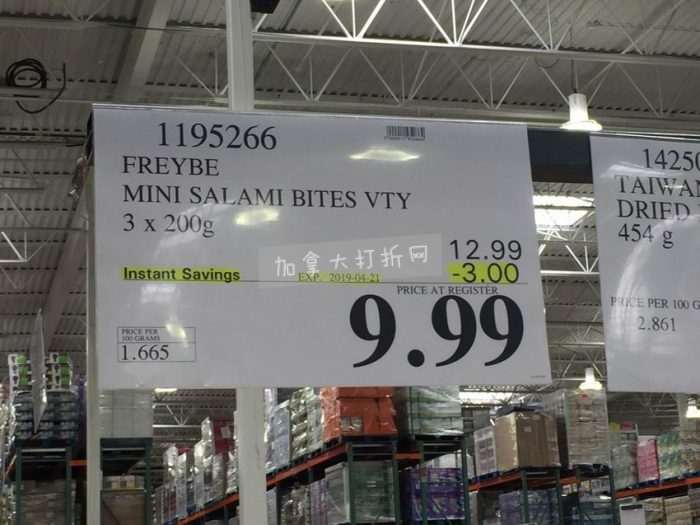 1195266
FREYBE
MINI SALAMI BITES VTY
3 x 200g
12.99
Instant Savings EXP. 2019-04-21 -3.00
加拿大打折网
PRICE AT REGISTER
9.99
PRICE PER
100 GRAMS
1.665
1425
TAIWA
DRIED
454 g
PRICE PER 100 G
2.861